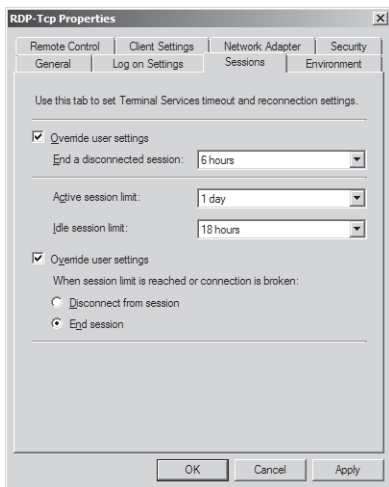 RDP-Tcp Properties
Remote Control Client Settings Network Adapter Security
General Log on Settings Sessions Environment
Use this tab to set Terminal Services timeout and reconnection settings.
Override user settings
End a disconnected session: 6 hours
Active session limit: 1 day
Idle session limit: 18 hours
Override user settings
When session limit is reached or connection is broken:
Disconnect from session
End session
OK Cancel Apply